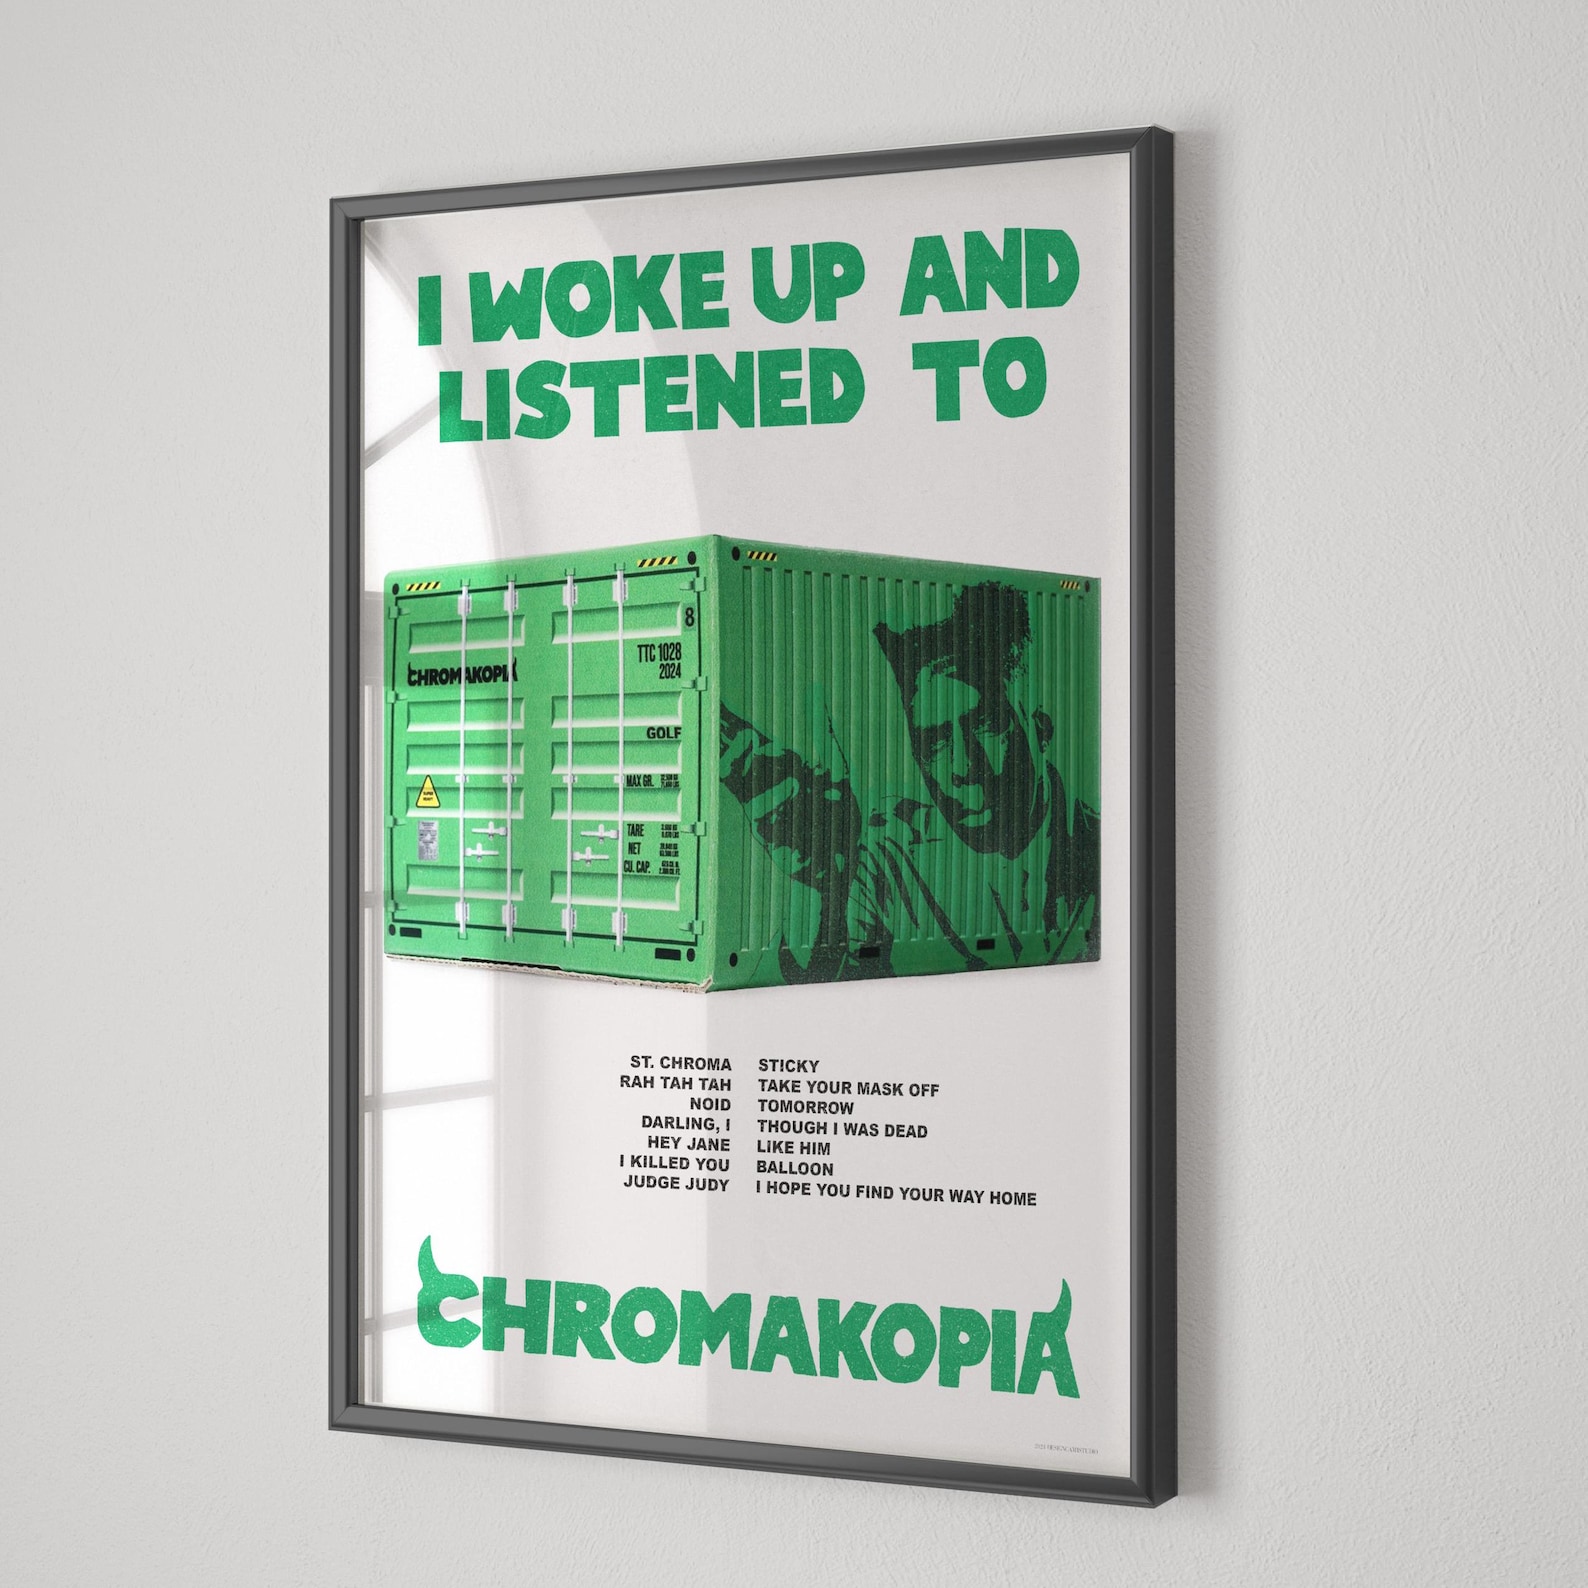 I WOKE UP AND
LISTENED TO
8
TTC 1028
2024
CHROMAKOPIA
GOLF
MAX GR.
TARE
NET
CU. CAP.
ST. CHROMA
RAH TAH TAH
NOID
DARLING, I
HEY JANE
I KILLED YOU
JUDGE JUDY
STICKY
TAKE YOUR MASK OFF
TOMORROW
THOUGH I WAS DEAD
LIKE HIM
BALLOON
I HOPE YOU FIND YOUR WAY HOME
CHROMAKOPIA